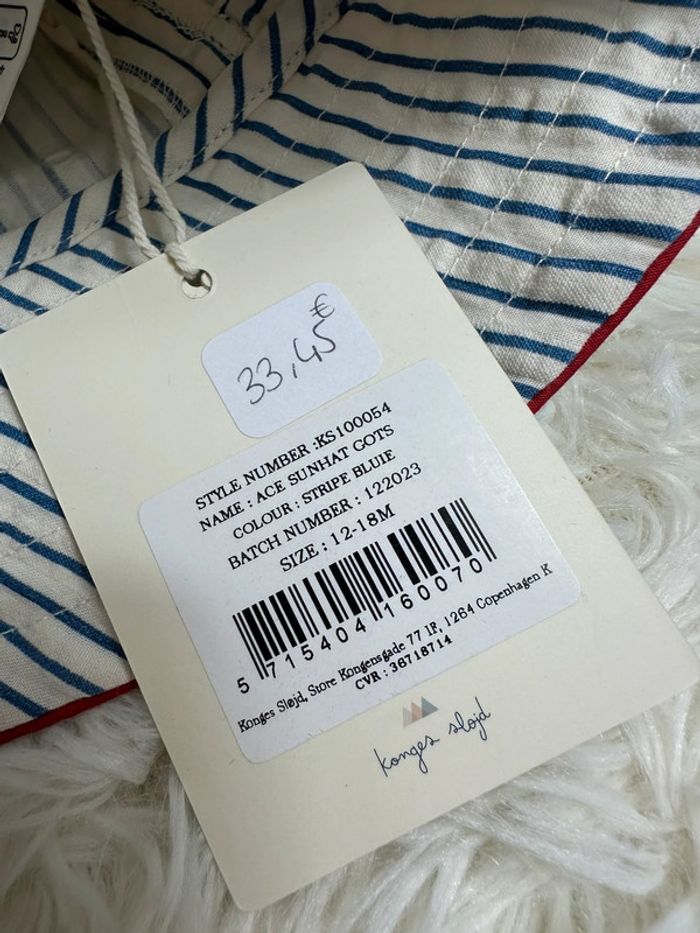 33,45 €
STYLE NUMBER :KS100054
NAME : ACE SUNHAT GOTS
COLOUR : STRIPE BLUIE
BATCH NUMBER : 122023
SIZE : 12-18M
5 715404 160070
Konges Sløjd, Store Kongensgade 77 1F, 1264 Copenhagen K
CVR : 36718714
konges sløjd